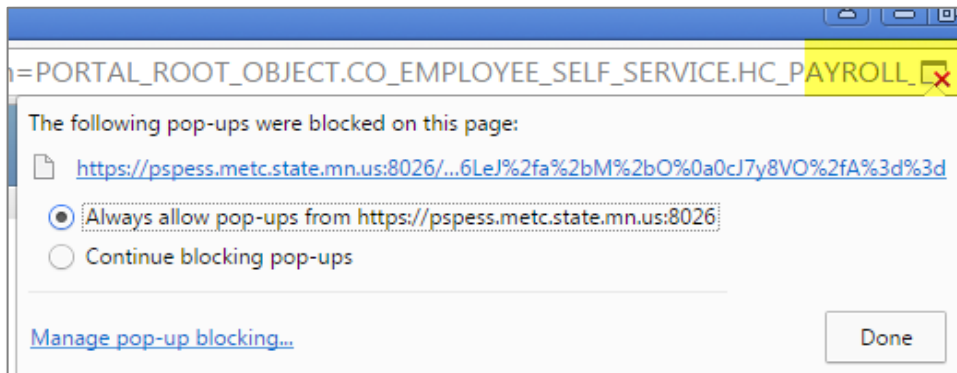 =PORTAL_ROOT_OBJECT.CO_EMPLOYEE_SELF_SERVICE.HC_PAYROLL_
The following pop-ups were blocked on this page:
https://pspess.metc.state.mn.us:8026/...6LeJ%2fa%2bM%2bO%0a0cJ7y8VO%2fA%3d%3d
Always allow pop-ups from https://pspess.metc.state.mn.us:8026
Continue blocking pop-ups
Manage pop-up blocking...
Done